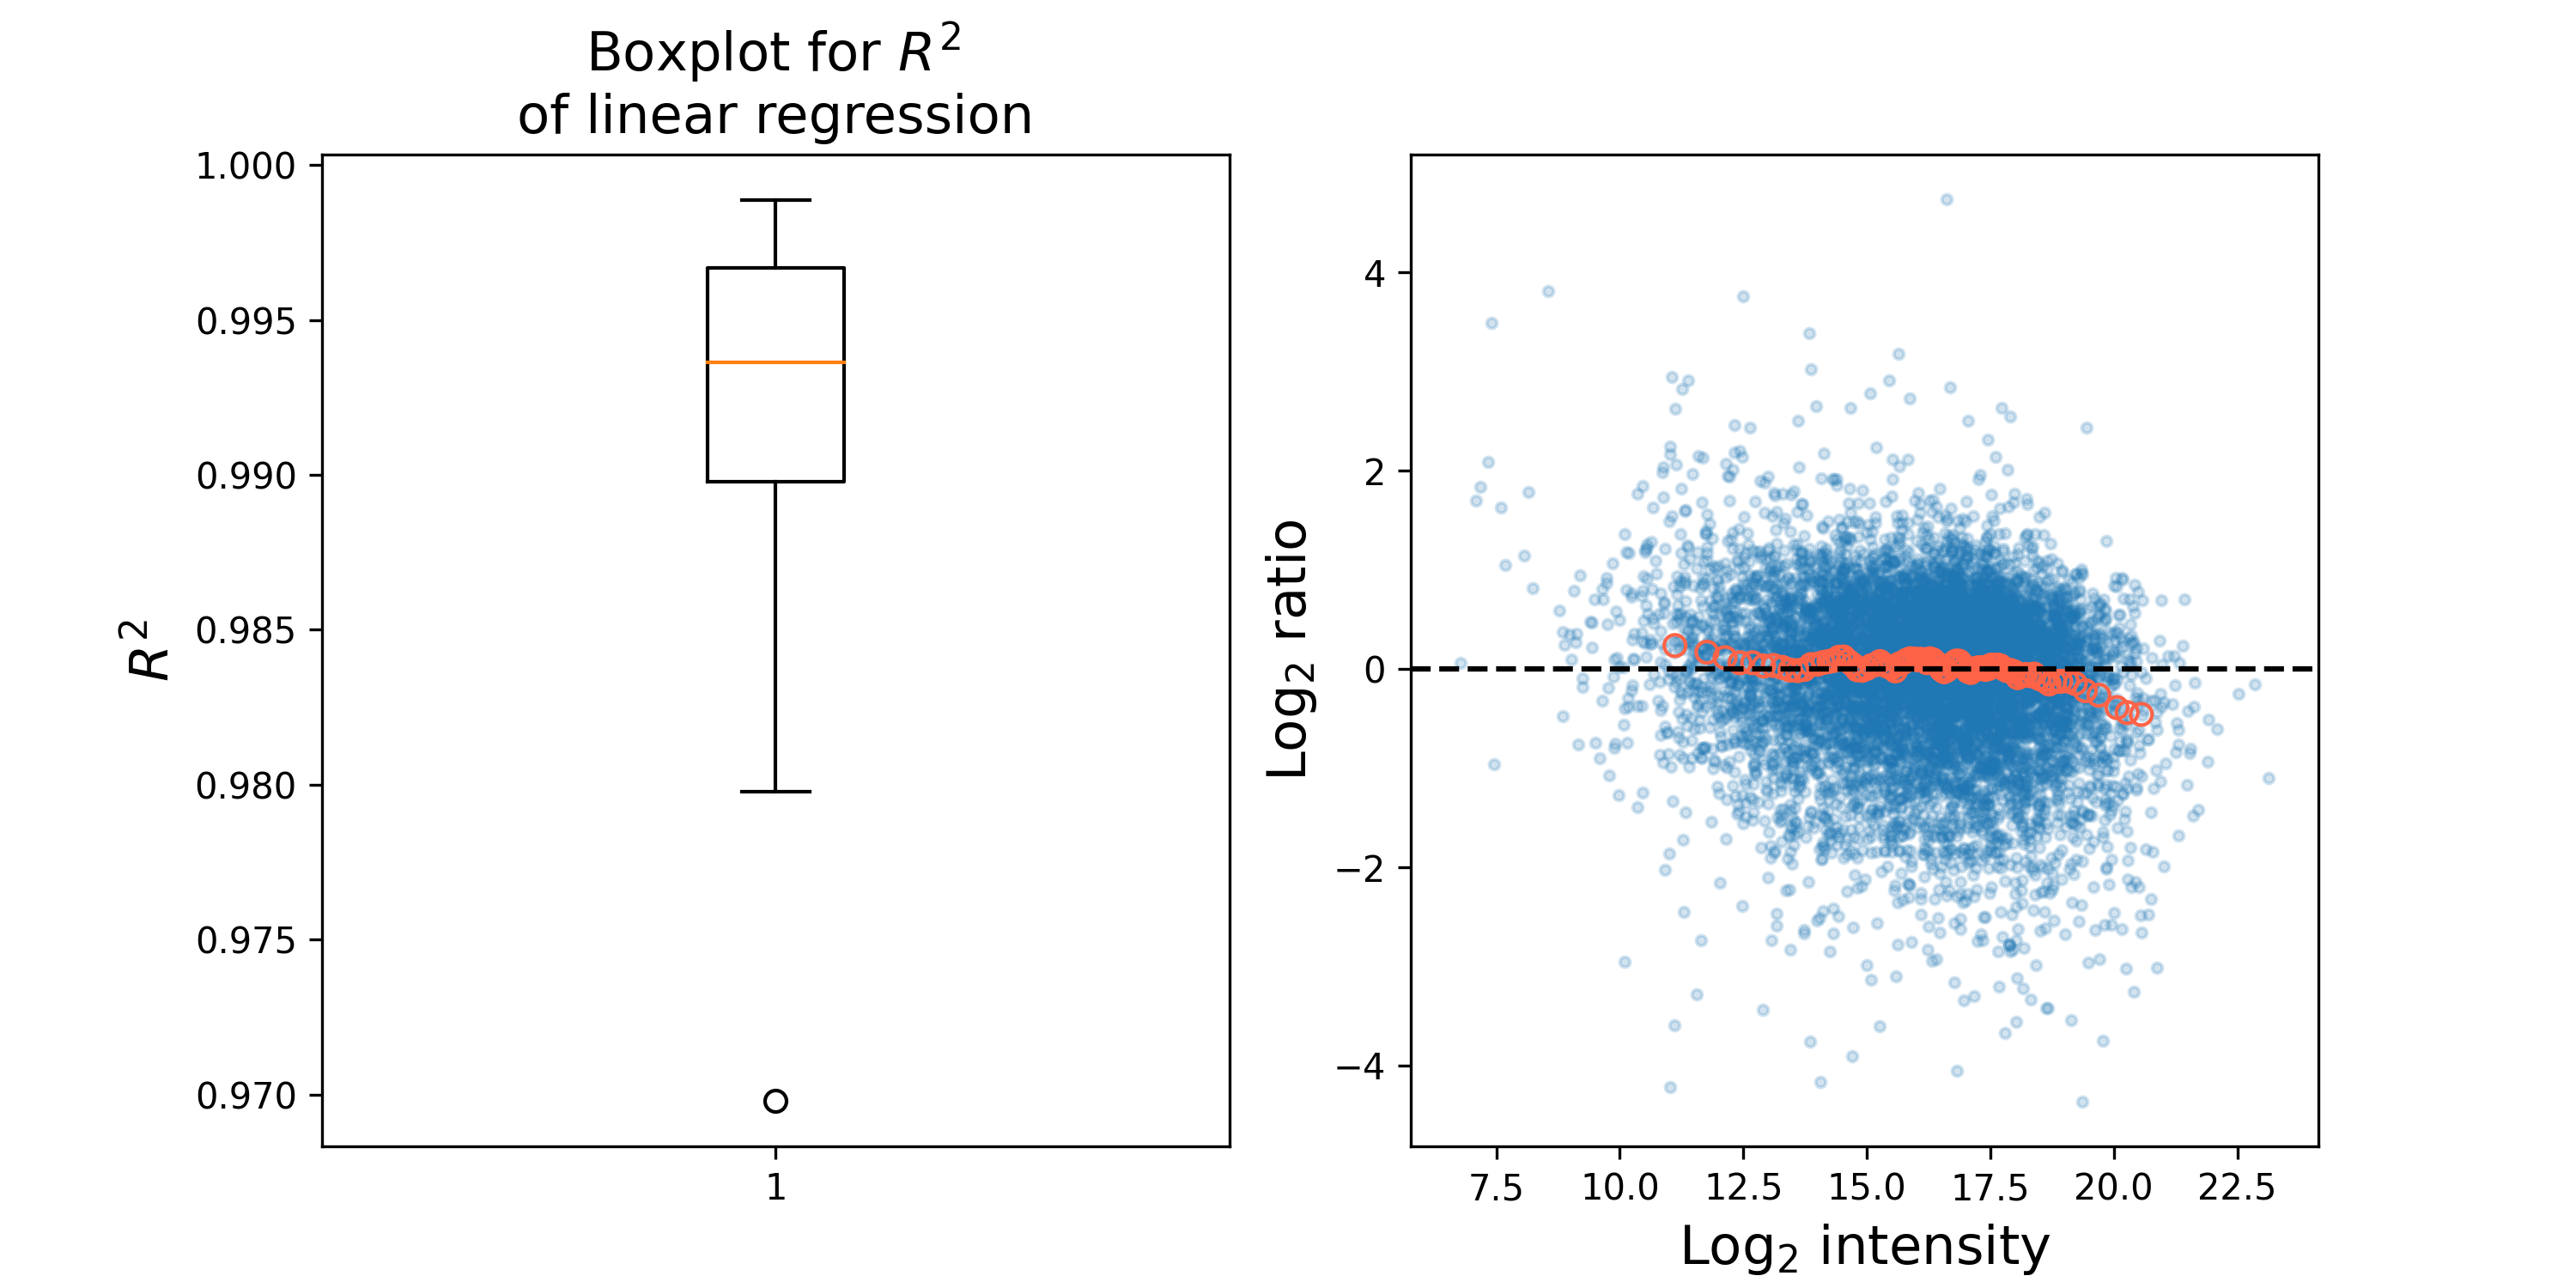 Boxplot for R²
of linear regression
R²
1.000
0.995
0.990
0.985
0.980
0.975
0.970
1
Log₂ ratio
4
2
0
−2
−4
7.5 10.0 12.5 15.0 17.5 20.0 22.5
Log₂ intensity